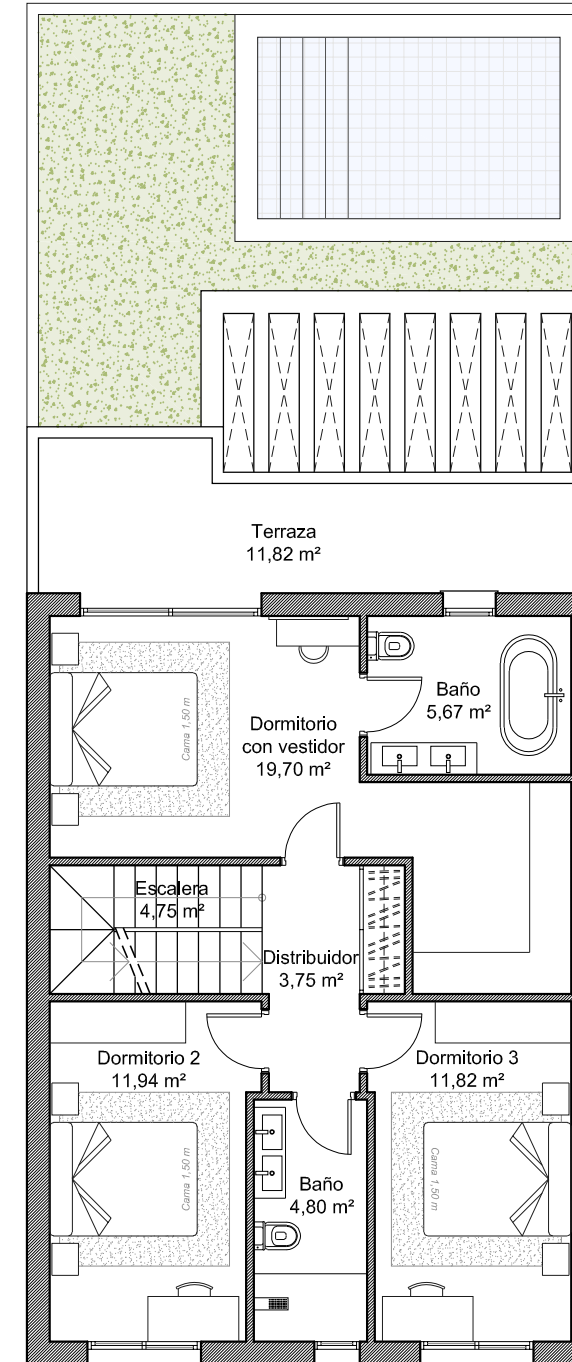 Terraza
11,82 m²
Baño
5,67 m²
Cama 1,50 m
Dormitorio
con vestidor
19,70 m²
Escalera
4,75 m²
Distribuidor
3,75 m²
Dormitorio 2
11,94 m²
Dormitorio 3
11,82 m²
Cama 1,50 m
Baño
4,80 m²
Cama 1,50 m